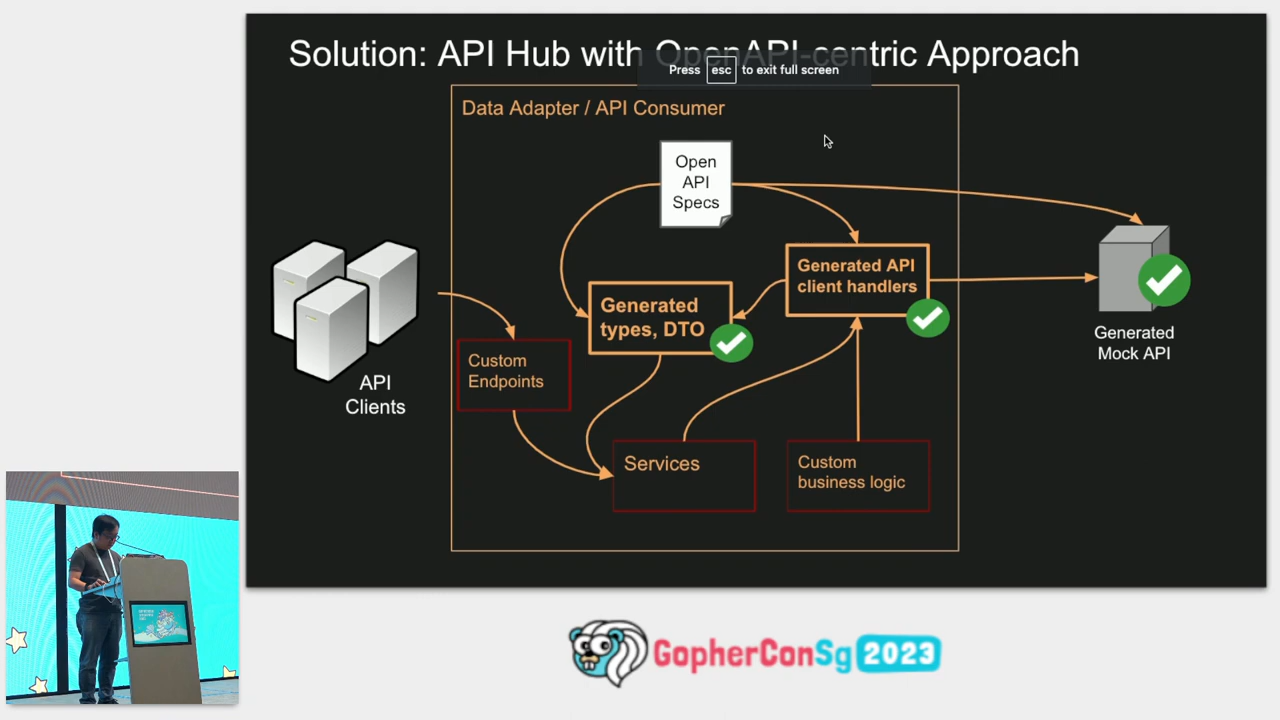 Solution: API Hub with OpenAPI-centric Approach
Press esc to exit full screen
Data Adapter / API Consumer
Open
API
Specs
Generated API
client handlers
Generated
types, DTO
Generated
Mock API
Custom
Endpoints
API
Clients
Services
Custom
business logic
GopherConSg 2023